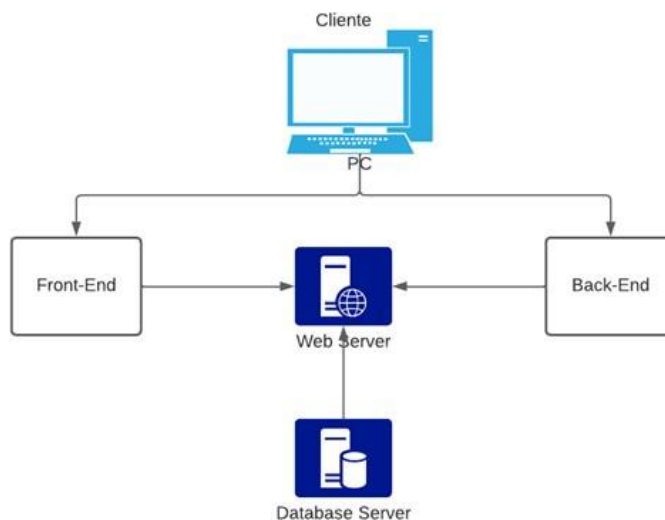 Cliente
PC
Front-End
Back-End
Web Server
Database Server